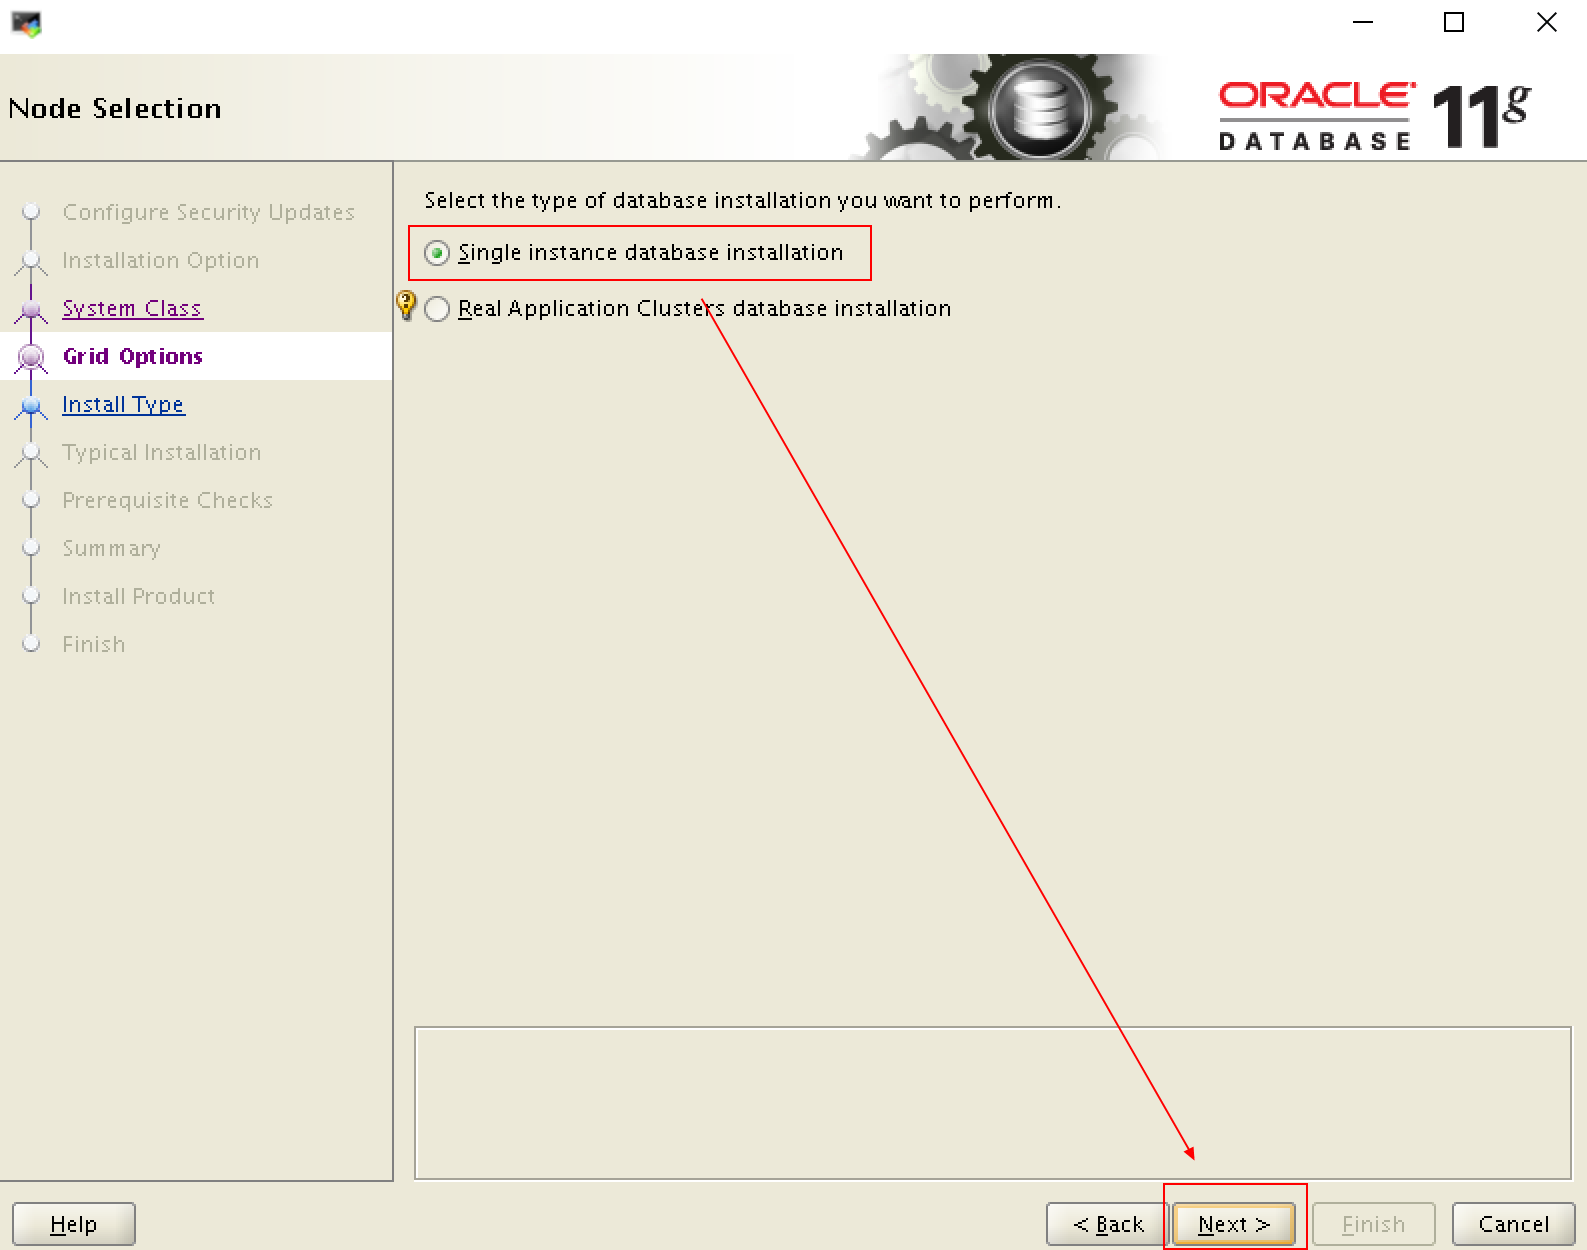 Node Selection
ORACLE
DATABASE
11g
Configure Security Updates
Installation Option
System Class
Grid Options
Install Type
Typical Installation
Prerequisite Checks
Summary
Install Product
Finish
Select the type of database installation you want to perform.
Single instance database installation
Real Application Clusters database installation
Help
< Back
Next >
Finish
Cancel